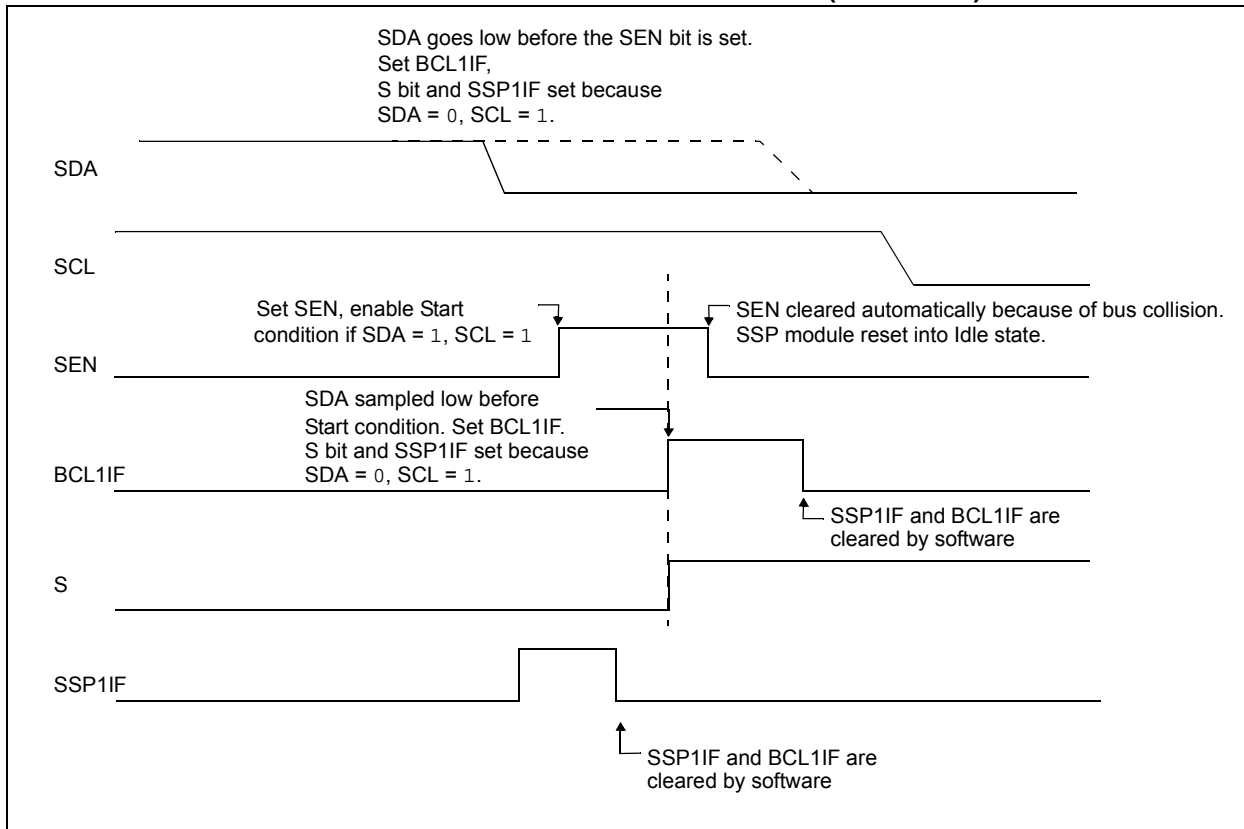 SDA goes low before the SEN bit is set.
Set BCL1IF,
S bit and SSP1IF set because
SDA = 0, SCL = 1.
SDA
SCL
Set SEN, enable Start
condition if SDA = 1, SCL = 1
SEN cleared automatically because of bus collision.
SSP module reset into Idle state.
SEN
SDA sampled low before
Start condition. Set BCL1IF.
S bit and SSP1IF set because
SDA = 0, SCL = 1.
BCL1IF
SSP1IF and BCL1IF are
cleared by software
S
SSP1IF
SSP1IF and BCL1IF are
cleared by software